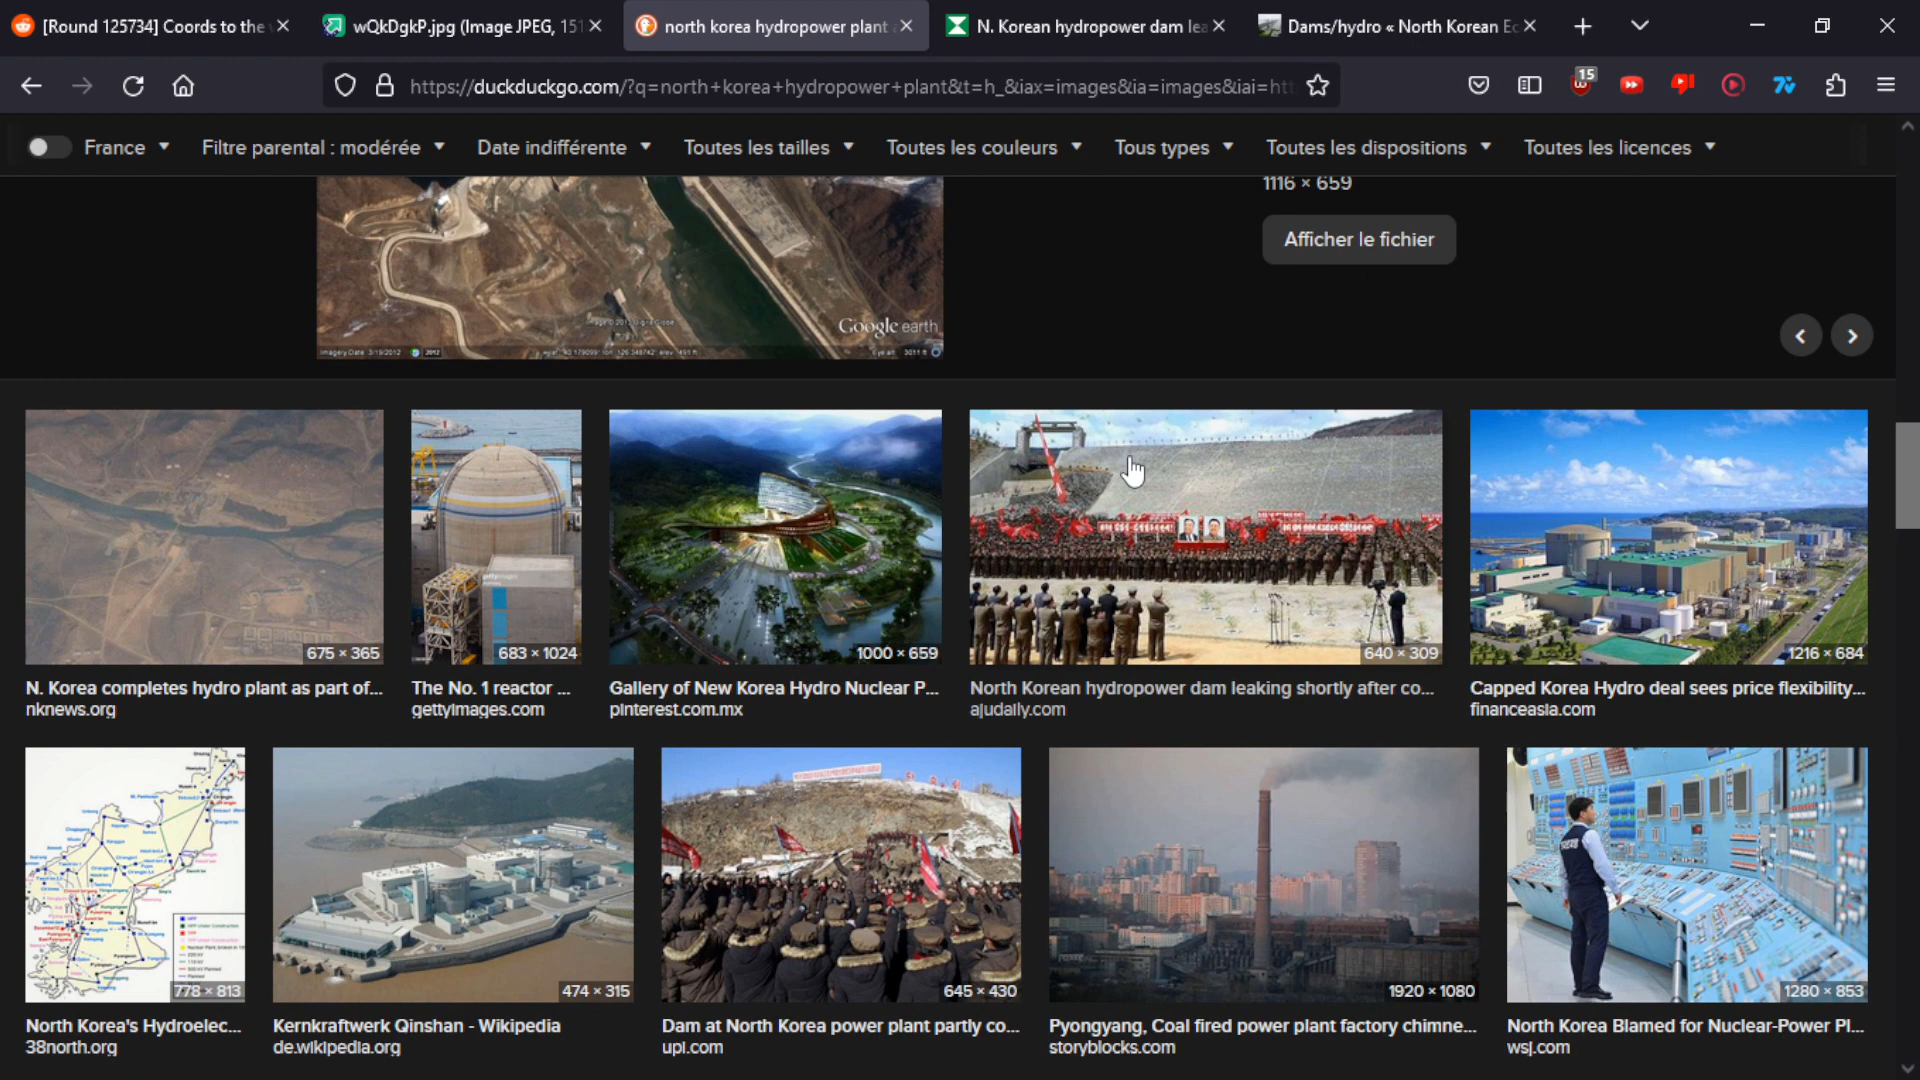 [Round 125734] Coords to the
wQkDgkP.jpg (Image JPEG, 151
north korea hydropower plant
N. Korean hydropower dam lea
Dams/hydro « North Korean Ec
https://duckduckgo.com/?q=north+korea+hydropower+plant&t=h_&iax=images&ia=images&iai=htt
15
France
Filtre parental : modérée
Date indifférente
Toutes les tailles
Toutes les couleurs
Tous types
Toutes les dispositions
Toutes les licences
1116 × 659
Afficher le fichier
Google earth
Imagery Date: 3/19/2012
2012
3011 ft
675 × 365
683 × 1024
1000 × 659
640 × 309
1216 × 684
N. Korea completes hydro plant as part of...
nknews.org
The No. 1 reactor ...
gettyimages.com
Gallery of New Korea Hydro Nuclear P...
pinterest.com.mx
North Korean hydropower dam leaking shortly after co...
ajudaily.com
Capped Korea Hydro deal sees price flexibility...
financeasia.com
778 × 813
474 × 315
645 × 430
1920 × 1080
1280 × 853
North Korea's Hydroelec...
38north.org
Kernkraftwerk Qinshan - Wikipedia
de.wikipedia.org
Dam at North Korea power plant partly co...
upi.com
Pyongyang, Coal fired power plant factory chimne...
storyblocks.com
North Korea Blamed for Nuclear-Power Pl...
wsj.com